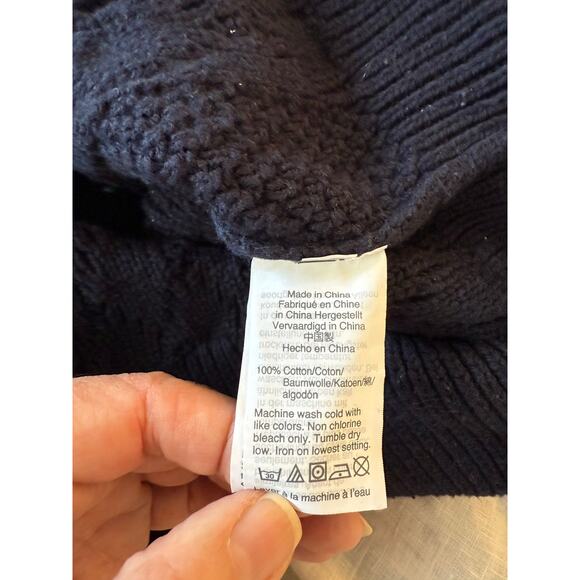 Made in China
Fabriqué en Chine
in China Hergestellt
Vervaardigd in China
中国製
Hecho en China
100% Cotton/Coton/
Baumwolle/Katoen/綿/
algodón
Machine wash cold with
like colors. Non chlorine
bleach only. Tumble dry
low. Iron on lowest setting.
30
Laver à la machine à l'eau